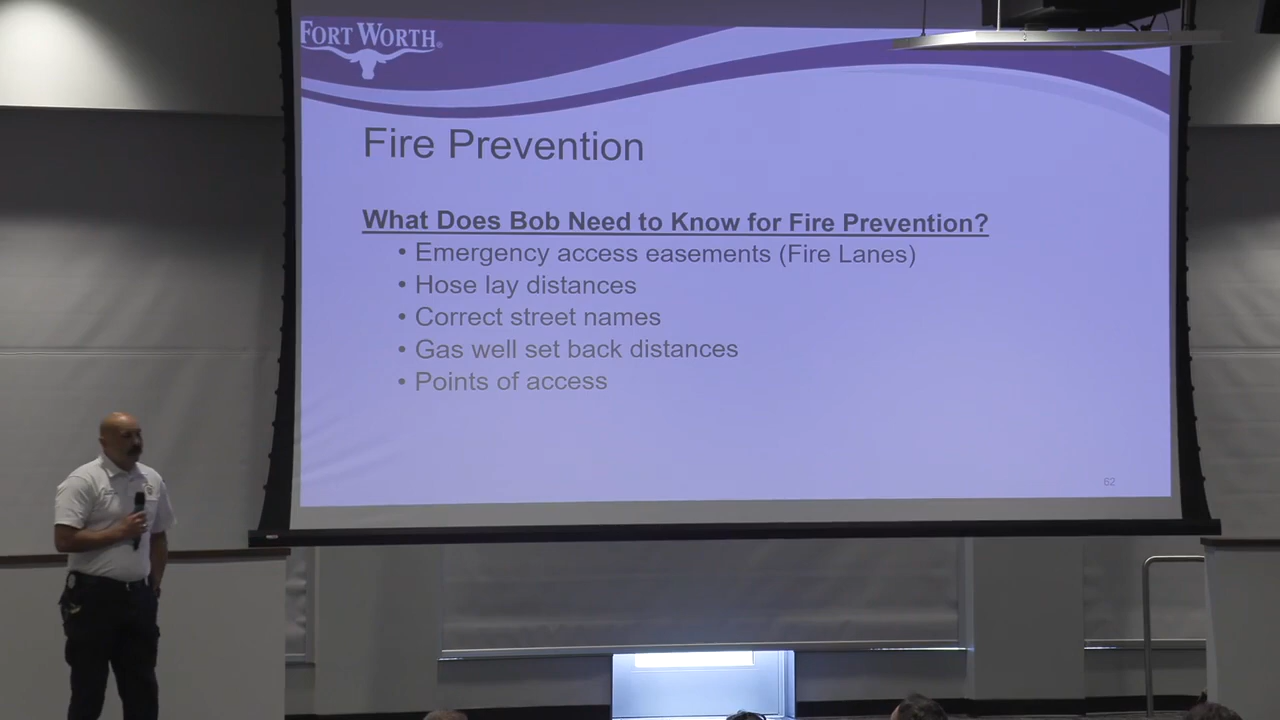 FORT WORTH®
Fire Prevention
What Does Bob Need to Know for Fire Prevention?
• Emergency access easements (Fire Lanes)
• Hose lay distances
• Correct street names
• Gas well set back distances
• Points of access
62